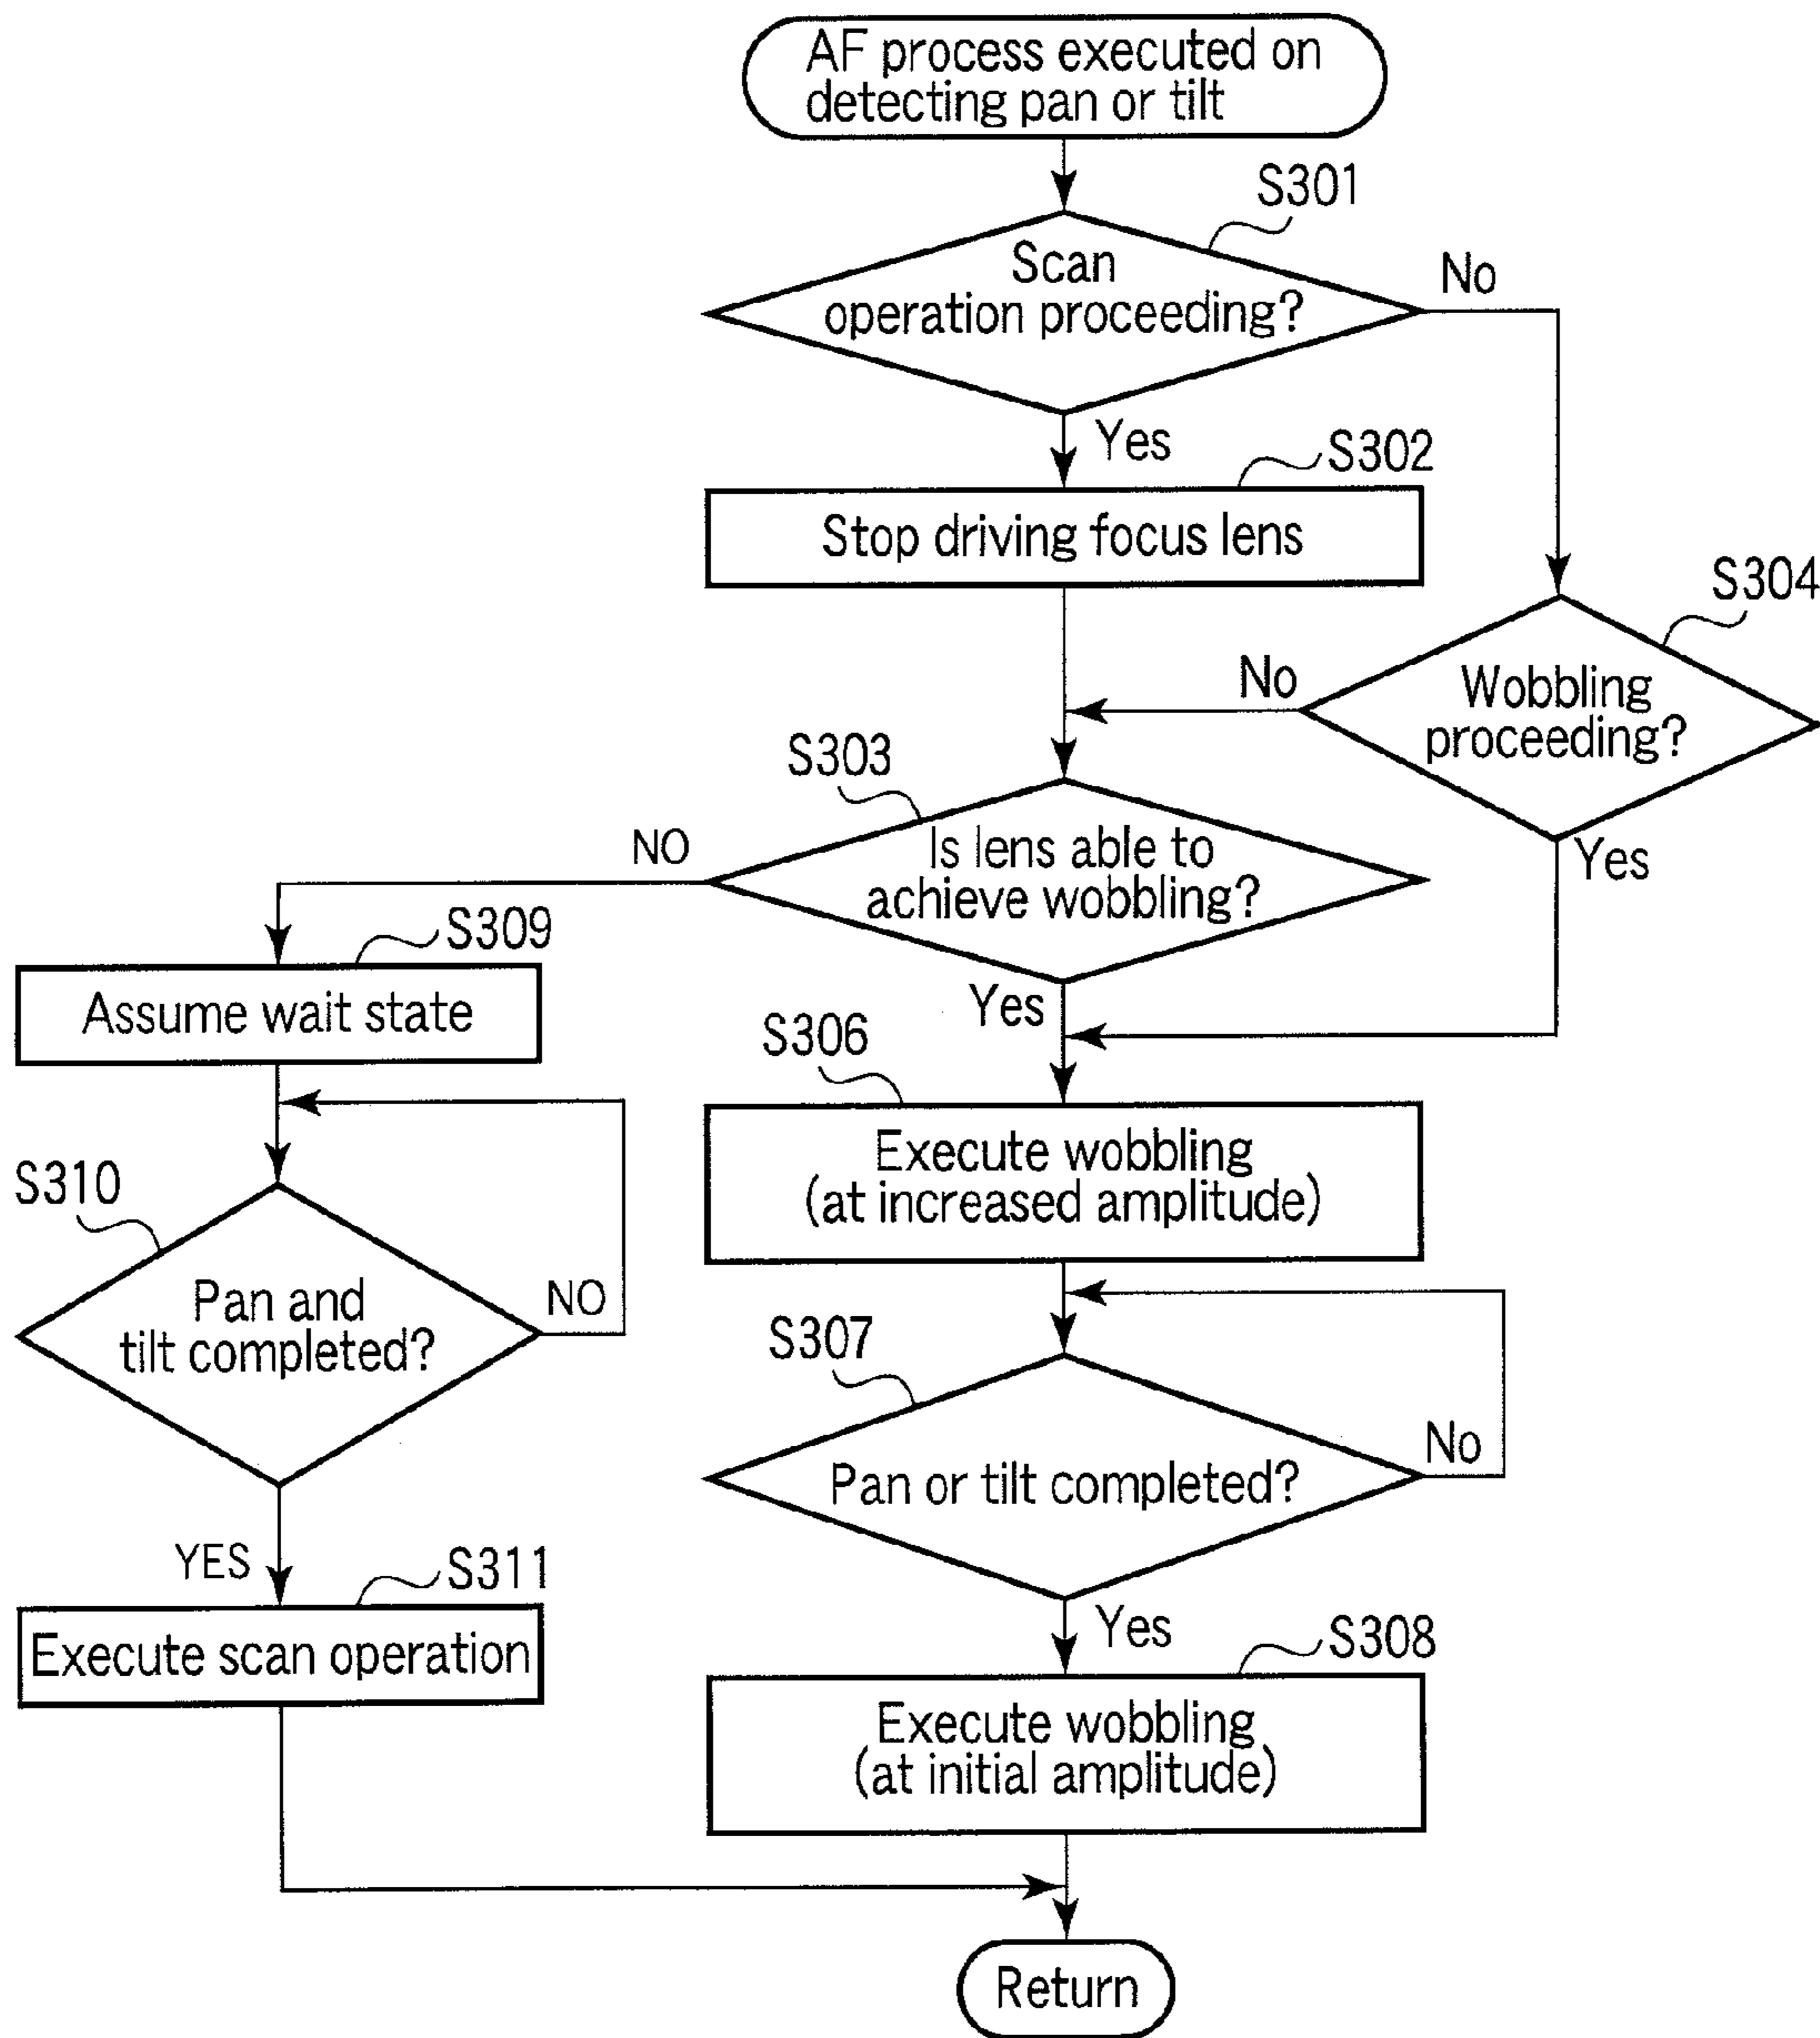 AF process executed on
detecting pan or tilt
S301
Scan
operation proceeding?
No
Yes
S302
Stop driving focus lens
S304
Wobbling
proceeding?
No
Yes
S303
Is lens able to
achieve wobbling?
NO
Yes
S309
Assume wait state
S306
Execute wobbling
(at increased amplitude)
S310
Pan and
tilt completed?
NO
YES
S307
Pan or tilt completed?
No
Yes
S311
Execute scan operation
S308
Execute wobbling
(at initial amplitude)
Return